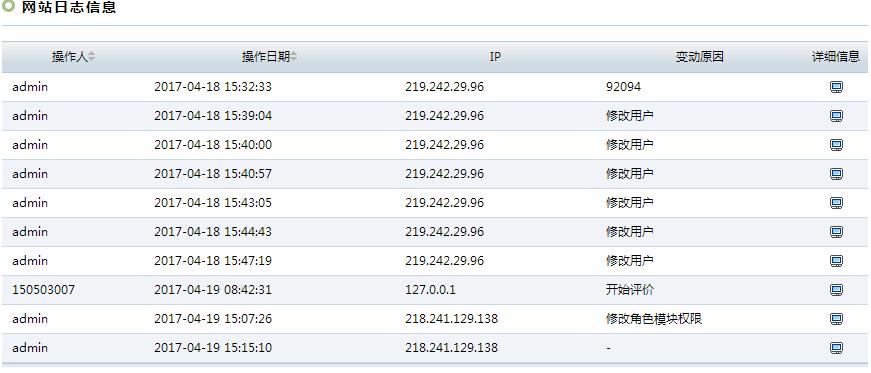 网站日志信息
操作人 操作日期 IP 变动原因 详细信息
admin 2017-04-18 15:32:33 219.242.29.96 92094
admin 2017-04-18 15:39:04 219.242.29.96 修改用户
admin 2017-04-18 15:40:00 219.242.29.96 修改用户
admin 2017-04-18 15:40:57 219.242.29.96 修改用户
admin 2017-04-18 15:43:05 219.242.29.96 修改用户
admin 2017-04-18 15:44:43 219.242.29.96 修改用户
admin 2017-04-18 15:47:19 219.242.29.96 修改用户
150503007 2017-04-19 08:42:31 127.0.0.1 开始评价
admin 2017-04-19 15:07:26 218.241.129.138 修改角色模块权限
admin 2017-04-19 15:15:10 218.241.129.138 -